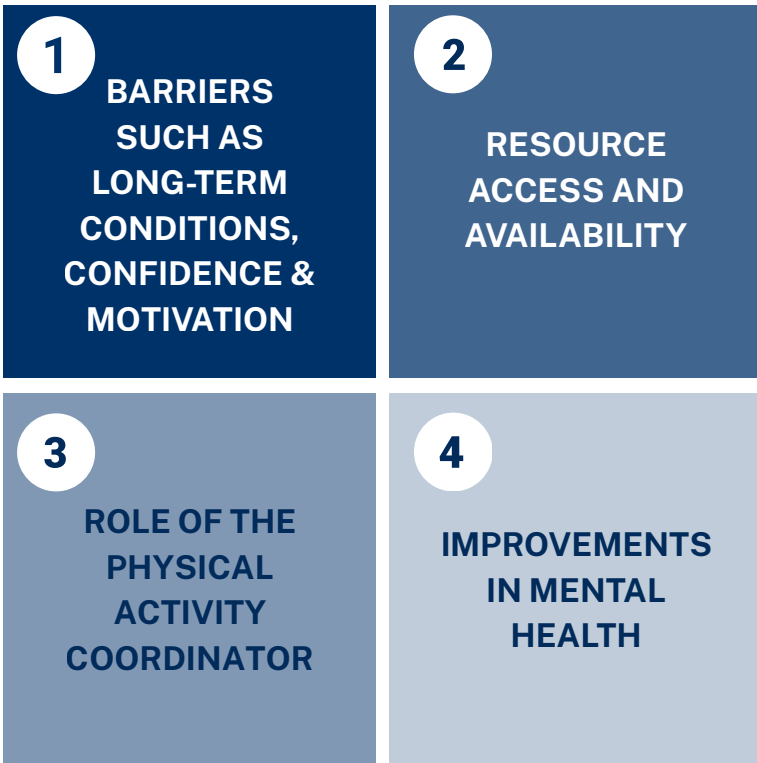 1
BARRIERS
SUCH AS
LONG-TERM
CONDITIONS,
CONFIDENCE &
MOTIVATION
2
RESOURCE
ACCESS AND
AVAILABILITY
3
ROLE OF THE
PHYSICAL
ACTIVITY
COORDINATOR
4
IMPROVEMENTS
IN MENTAL
HEALTH